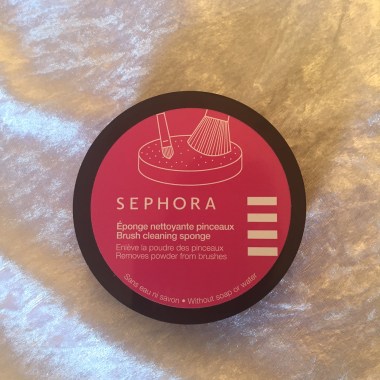 SEPHORA
Éponge nettoyante pinceaux
Brush cleaning sponge
Enlève la poudre des pinceaux
Removes powder from brushes
Sans eau ni savon • Without soap or water